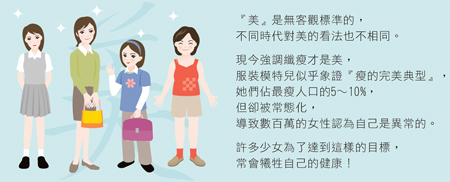 『美』是無客觀標準的，
不同時代對美的看法也不相同。
現今強調纖瘦才是美，
服裝模特兒似乎象證『瘦的完美典型』，
她們佔最瘦人口的5～10%，
但卻被常態化，
導致數百萬的女性認為自己是異常的。
許多少女為了達到這樣的目標，
常會犧牲自己的健康！